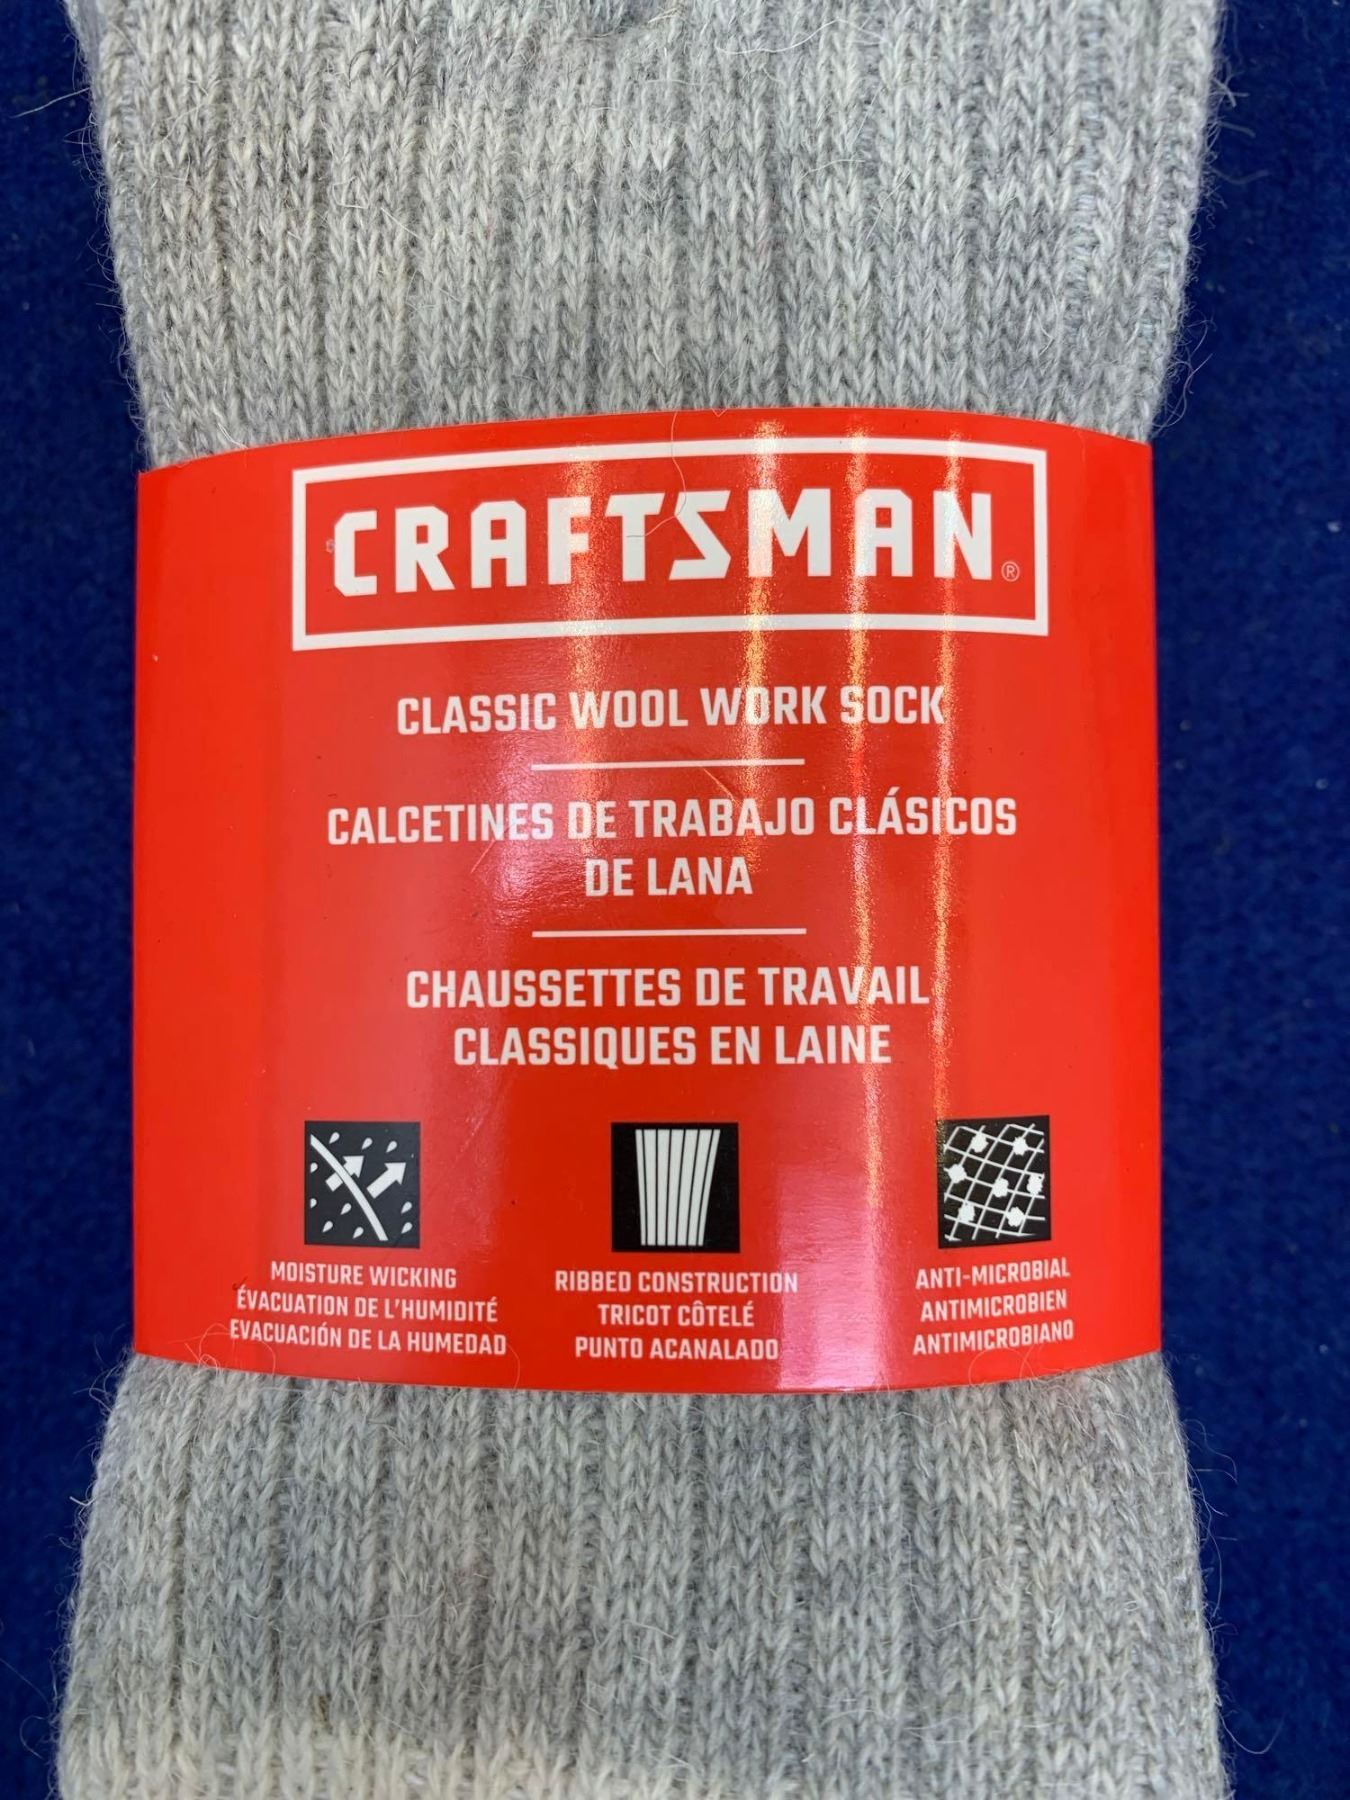 CRAFTSMAN®
CLASSIC WOOL WORK SOCK
CALCETINES DE TRABAJO CLÁSICOS
DE LANA
CHAUSSETTES DE TRAVAIL
CLASSIQUES EN LAINE
MOISTURE WICKING
ÉVACUATION DE L'HUMIDITÉ
EVACUACIÓN DE LA HUMEDAD
RIBBED CONSTRUCTION
TRICOT CÔTELÉ
PUNTO ACANALADO
ANTI-MICROBIAL
ANTIMICROBIEN
ANTIMICROBIANO